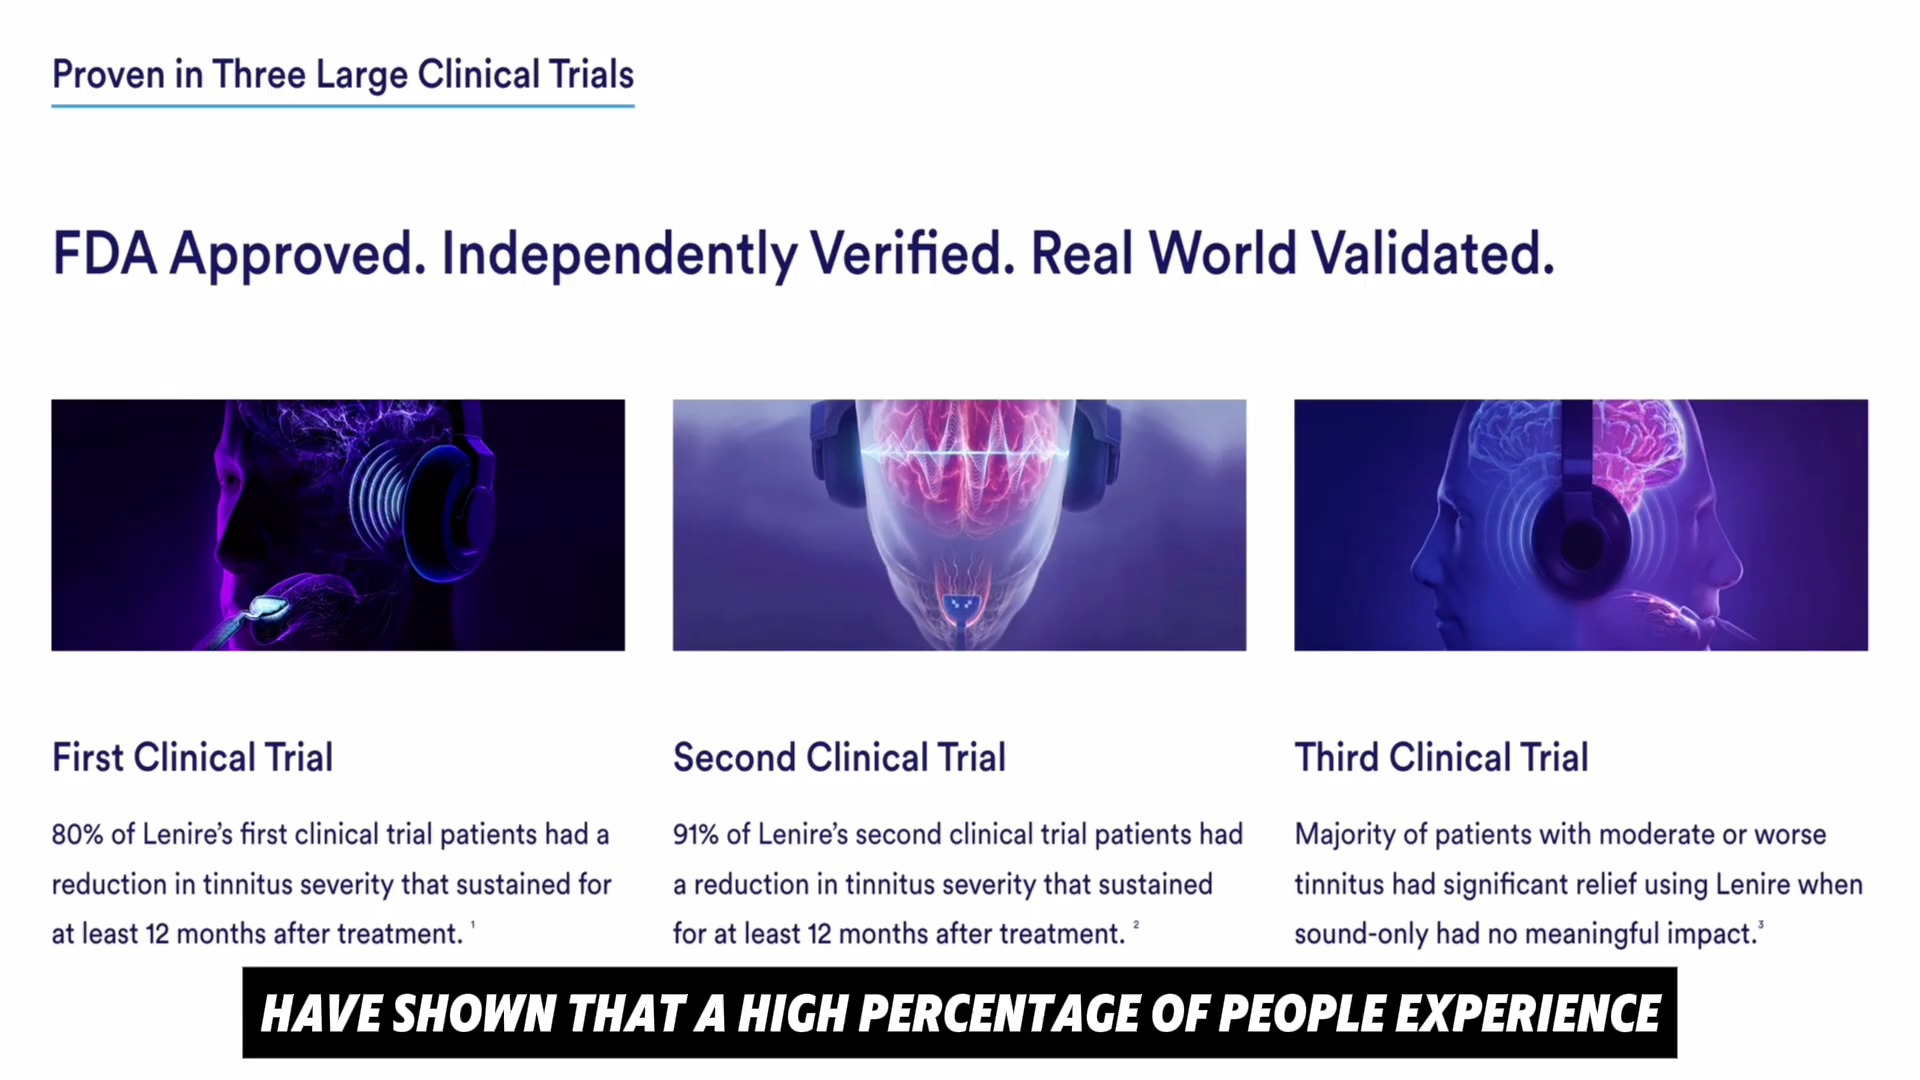 Proven in Three Large Clinical Trials
FDA Approved. Independently Verified. Real World Validated.
First Clinical Trial
80% of Lenire’s first clinical trial patients had a
reduction in tinnitus severity that sustained for
at least 12 months after treatment. ¹
Second Clinical Trial
91% of Lenire’s second clinical trial patients had
a reduction in tinnitus severity that sustained
for at least 12 months after treatment. ²
Third Clinical Trial
Majority of patients with moderate or worse
tinnitus had significant relief using Lenire when
sound-only had no meaningful impact.³
HAVE SHOWN THAT A HIGH PERCENTAGE OF PEOPLE EXPERIENCE